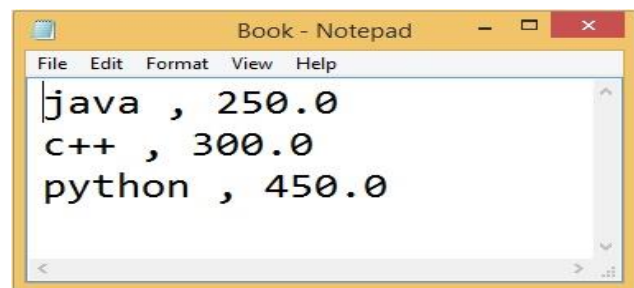 Book - Notepad
File Edit Format View Help
java , 250.0
c++ , 300.0
python , 450.0